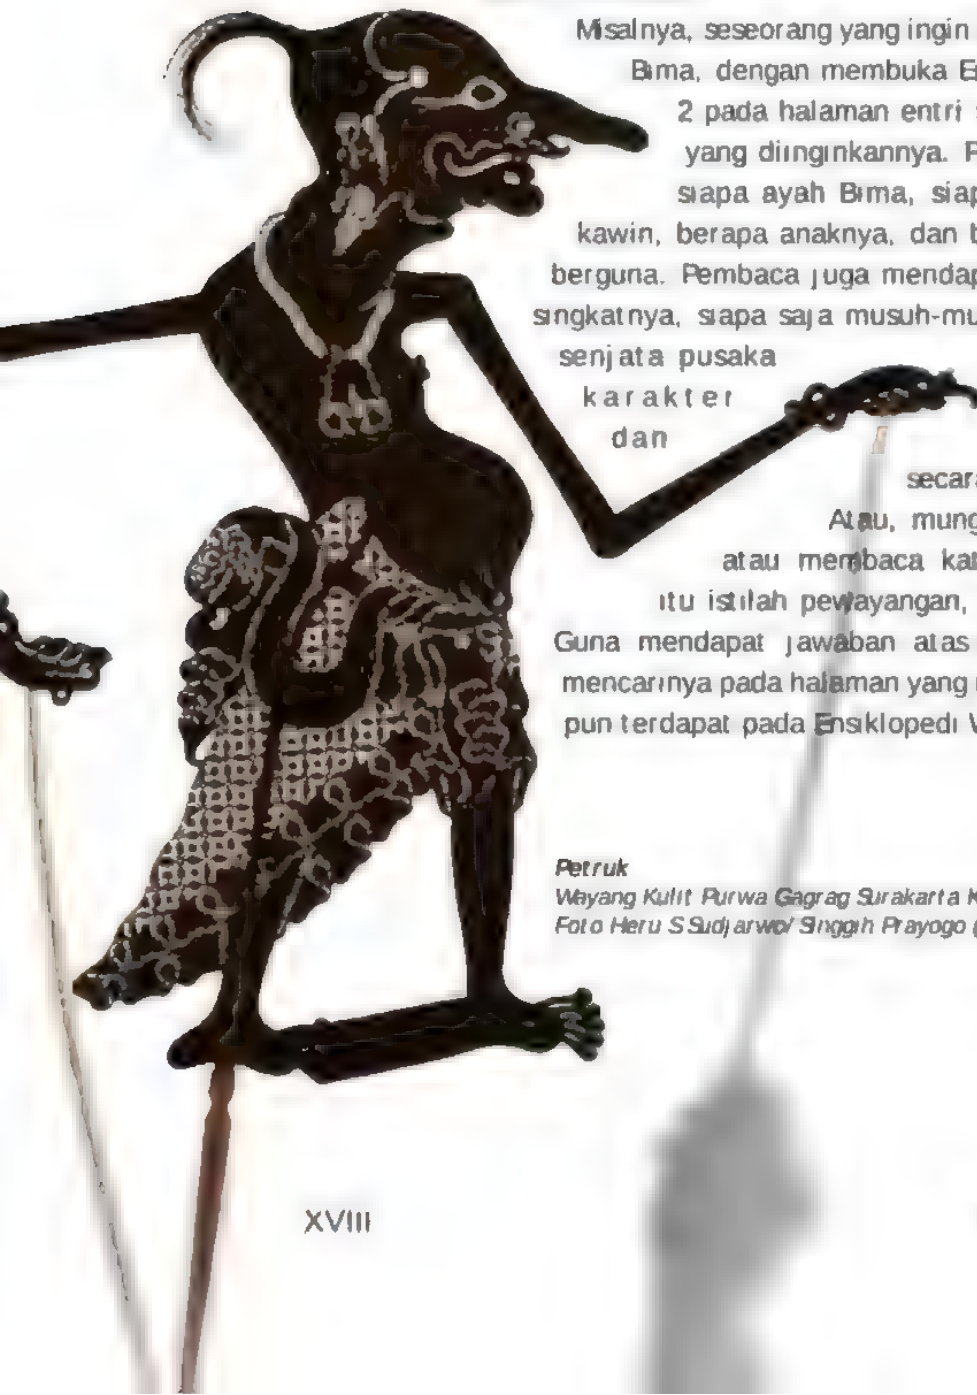 Misalnya, seseorang yang ingin
Bima, dengan membuka E
2 pada halaman entri
yang diinginkannya. P
siapa ayah Bima, siap
kawin, berapa anaknya, dan b
berguna. Pembaca juga mendap
singkatnya, siapa saja musuh-mu
senjata pusaka
karakter
dan
secara
Atau, mung
atau membaca kat
itu istilah pewayangan,
Guna mendapat jawaban atas
mencarinya pada halaman yang
pun terdapat pada Ensiklopedi W
Petruk
Wayang Kulit Purwa Gagrag Surakarta K
Foto Heru S Sudjarwo/ Singgih Prayogo (
XVIII